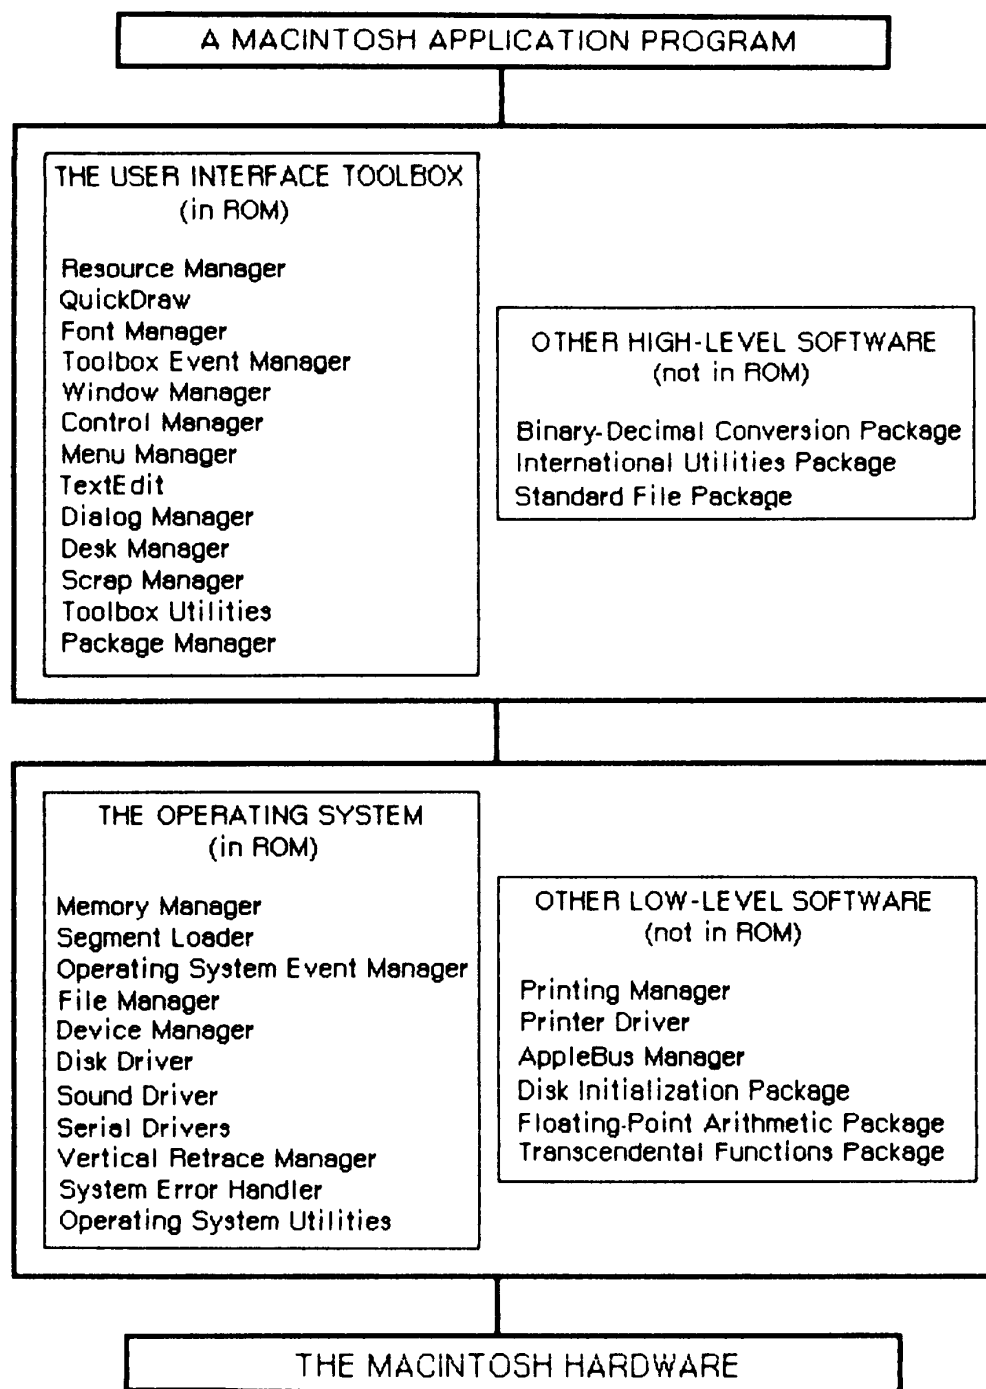 A MACINTOSH APPLICATION PROGRAM
THE USER INTERFACE TOOLBOX
(in ROM)
Resource Manager
QuickDraw
Font Manager
Toolbox Event Manager
Window Manager
Control Manager
Menu Manager
TextEdit
Dialog Manager
Desk Manager
Scrap Manager
Toolbox Utilities
Package Manager
OTHER HIGH-LEVEL SOFTWARE
(not in ROM)
Binary-Decimal Conversion Package
International Utilities Package
Standard File Package
THE OPERATING SYSTEM
(in ROM)
Memory Manager
Segment Loader
Operating System Event Manager
File Manager
Device Manager
Disk Driver
Sound Driver
Serial Drivers
Vertical Retrace Manager
System Error Handler
Operating System Utilities
OTHER LOW-LEVEL SOFTWARE
(not in ROM)
Printing Manager
Printer Driver
AppleBus Manager
Disk Initialization Package
Floating-Point Arithmetic Package
Transcendental Functions Package
THE MACINTOSH HARDWARE